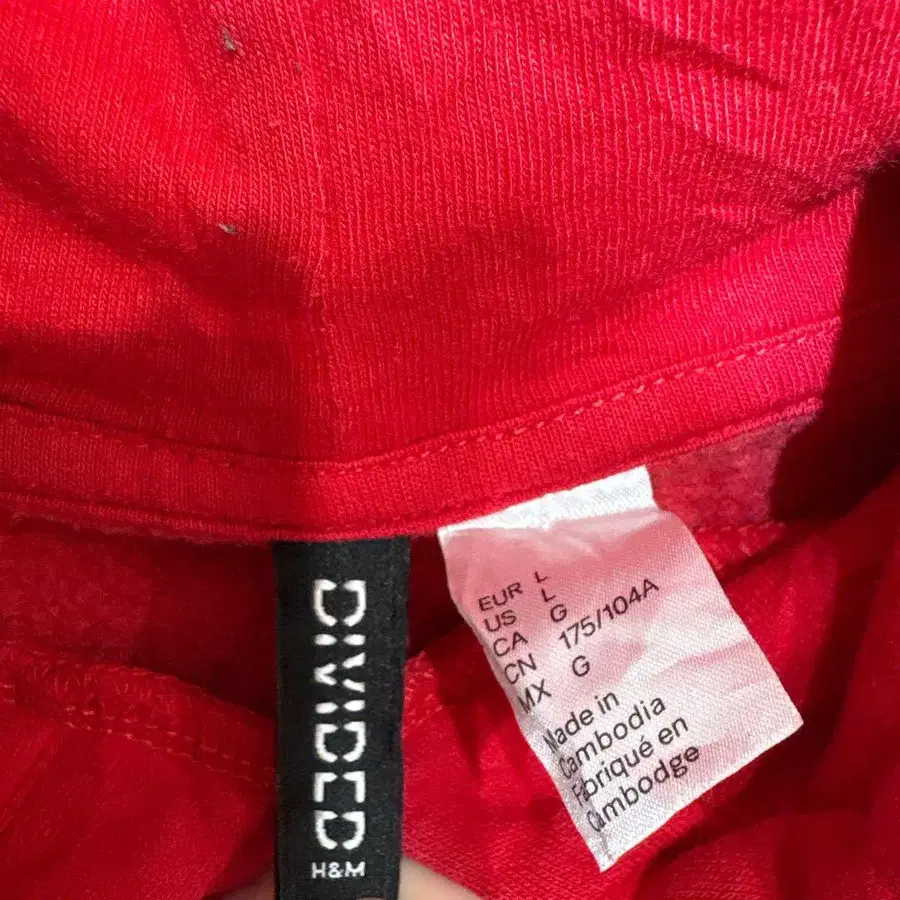 DIVIDED
H&M
EUR L
US L
CA G
CN 175/104A
MX G
Made in
Cambodia
Fabriqué en
Cambodge